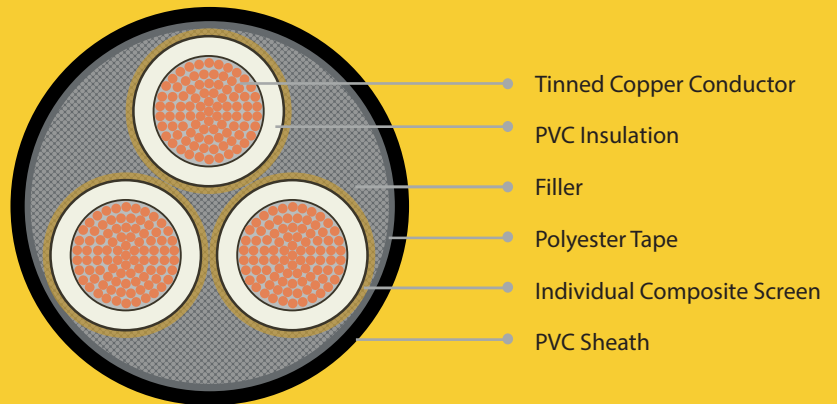 Tinned Copper Conductor
PVC Insulation
Filler
Polyester Tape
Individual Composite Screen
PVC Sheath